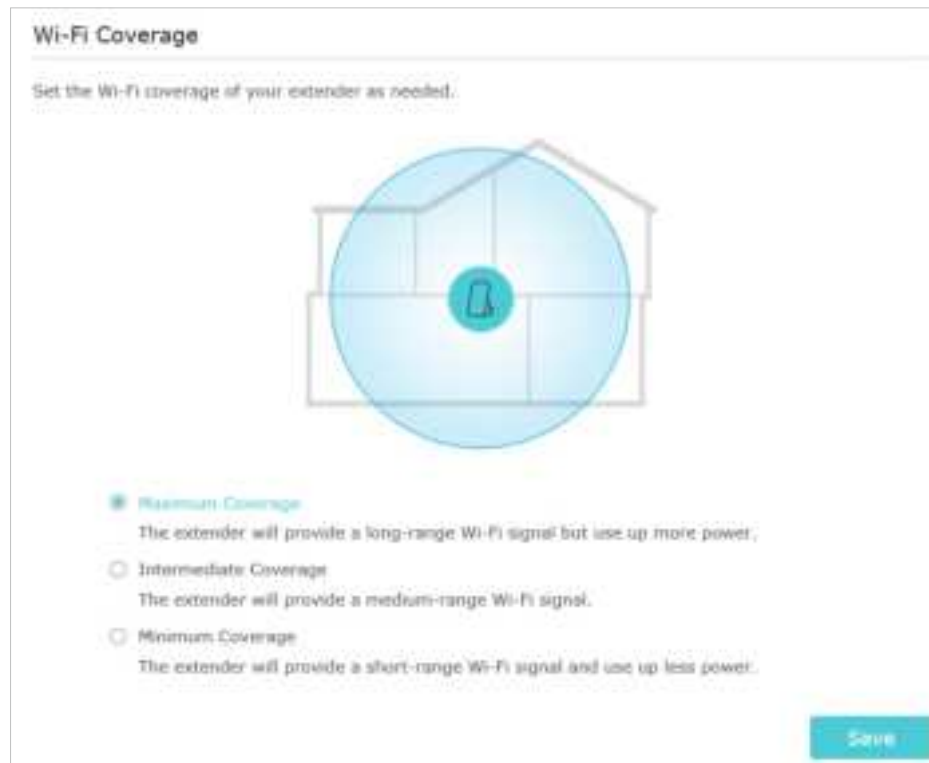 Wi-Fi Coverage
Set the Wi-Fi coverage of your extender as needed.
Maximum Coverage
The extender will provide a long-range Wi-Fi signal but use up more power.
Intermediate Coverage
The extender will provide a medium-range Wi-Fi signal.
Minimum Coverage
The extender will provide a short-range Wi-Fi signal and use up less power.
Save